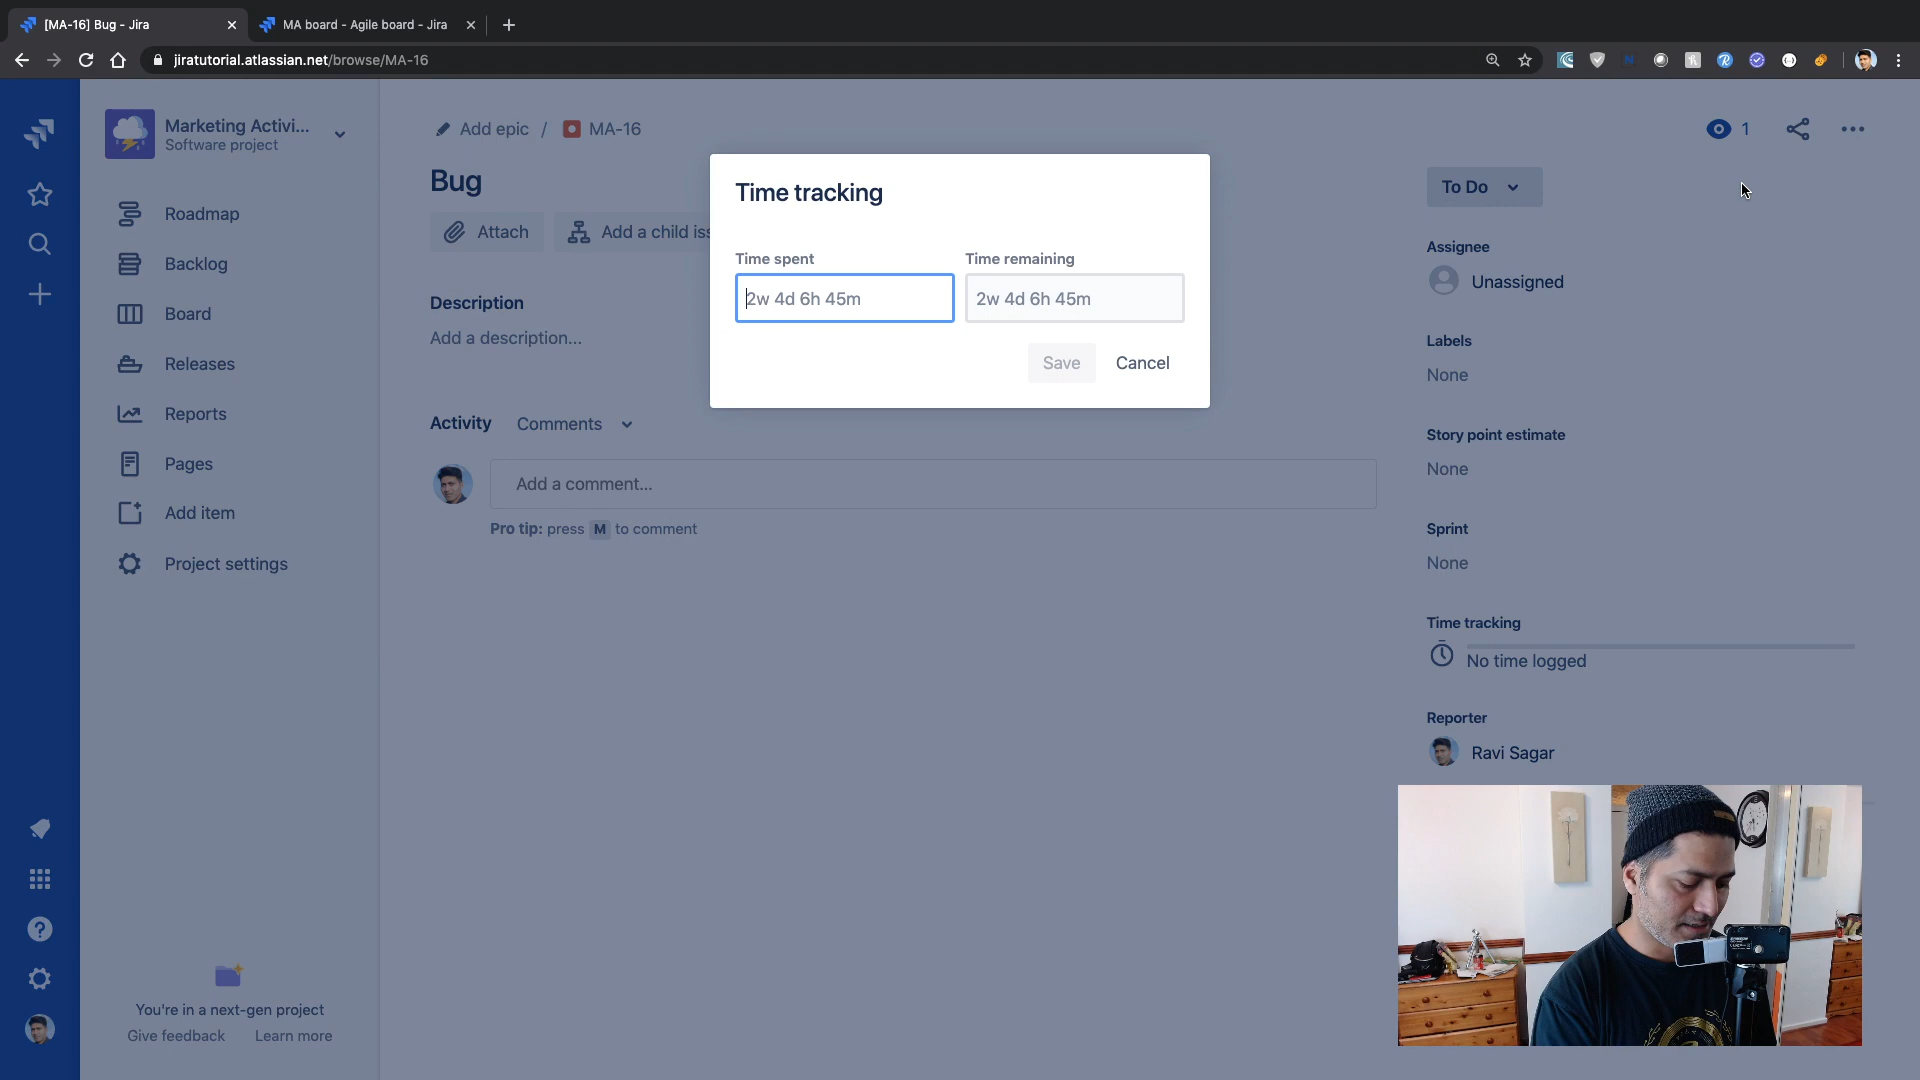 [MA-16] Bug - Jira
MA board - Agile board - Jira
jiratutorial.atlassian.net/browse/MA-16
Marketing Activi...
Software project
Roadmap
Backlog
Board
Releases
Reports
Pages
Add item
Project settings
You're in a next-gen project
Give feedback
Learn more
Add epic / MA-16
1
Bug
Attach
Add a child iss
Description
Add a description...
Activity
Comments
Add a comment...
Pro tip: press M to comment
Time tracking
Time spent
Time remaining
2w 4d 6h 45m
2w 4d 6h 45m
Save
Cancel
To Do
Assignee
Unassigned
Labels
None
Story point estimate
None
Sprint
None
Time tracking
No time logged
Reporter
Ravi Sagar